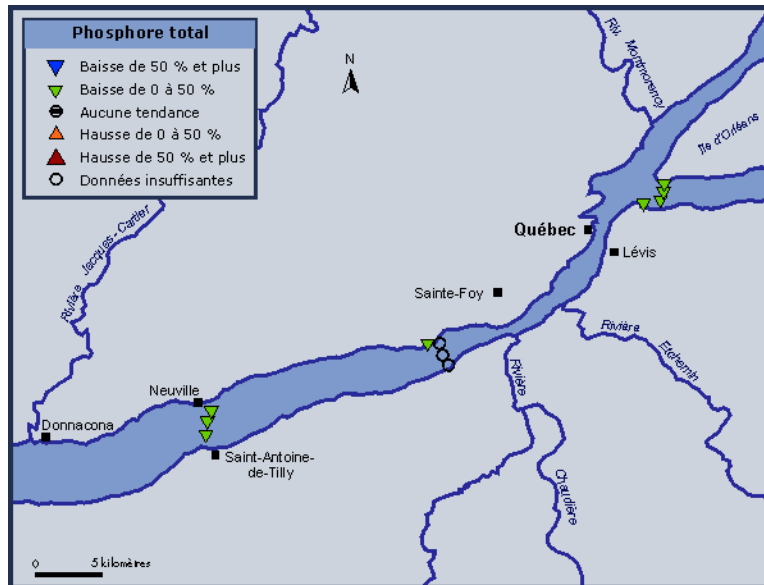 Phosphore total
Baisse de 50 % et plus
Baisse de 0 à 50 %
Aucune tendance
Hausse de 0 à 50 %
Hausse de 50 % et plus
Données insuffisantes
N
Riv. Montmorency
Île d'Orléans
Rivière Jacques-Cartier
Québec
Lévis
Sainte-Foy
Rivière Etchemin
Neuville
Rivière
Chaudière
Donnacona
Saint-Antoine-
de-Tilly
0 5 kilomètres